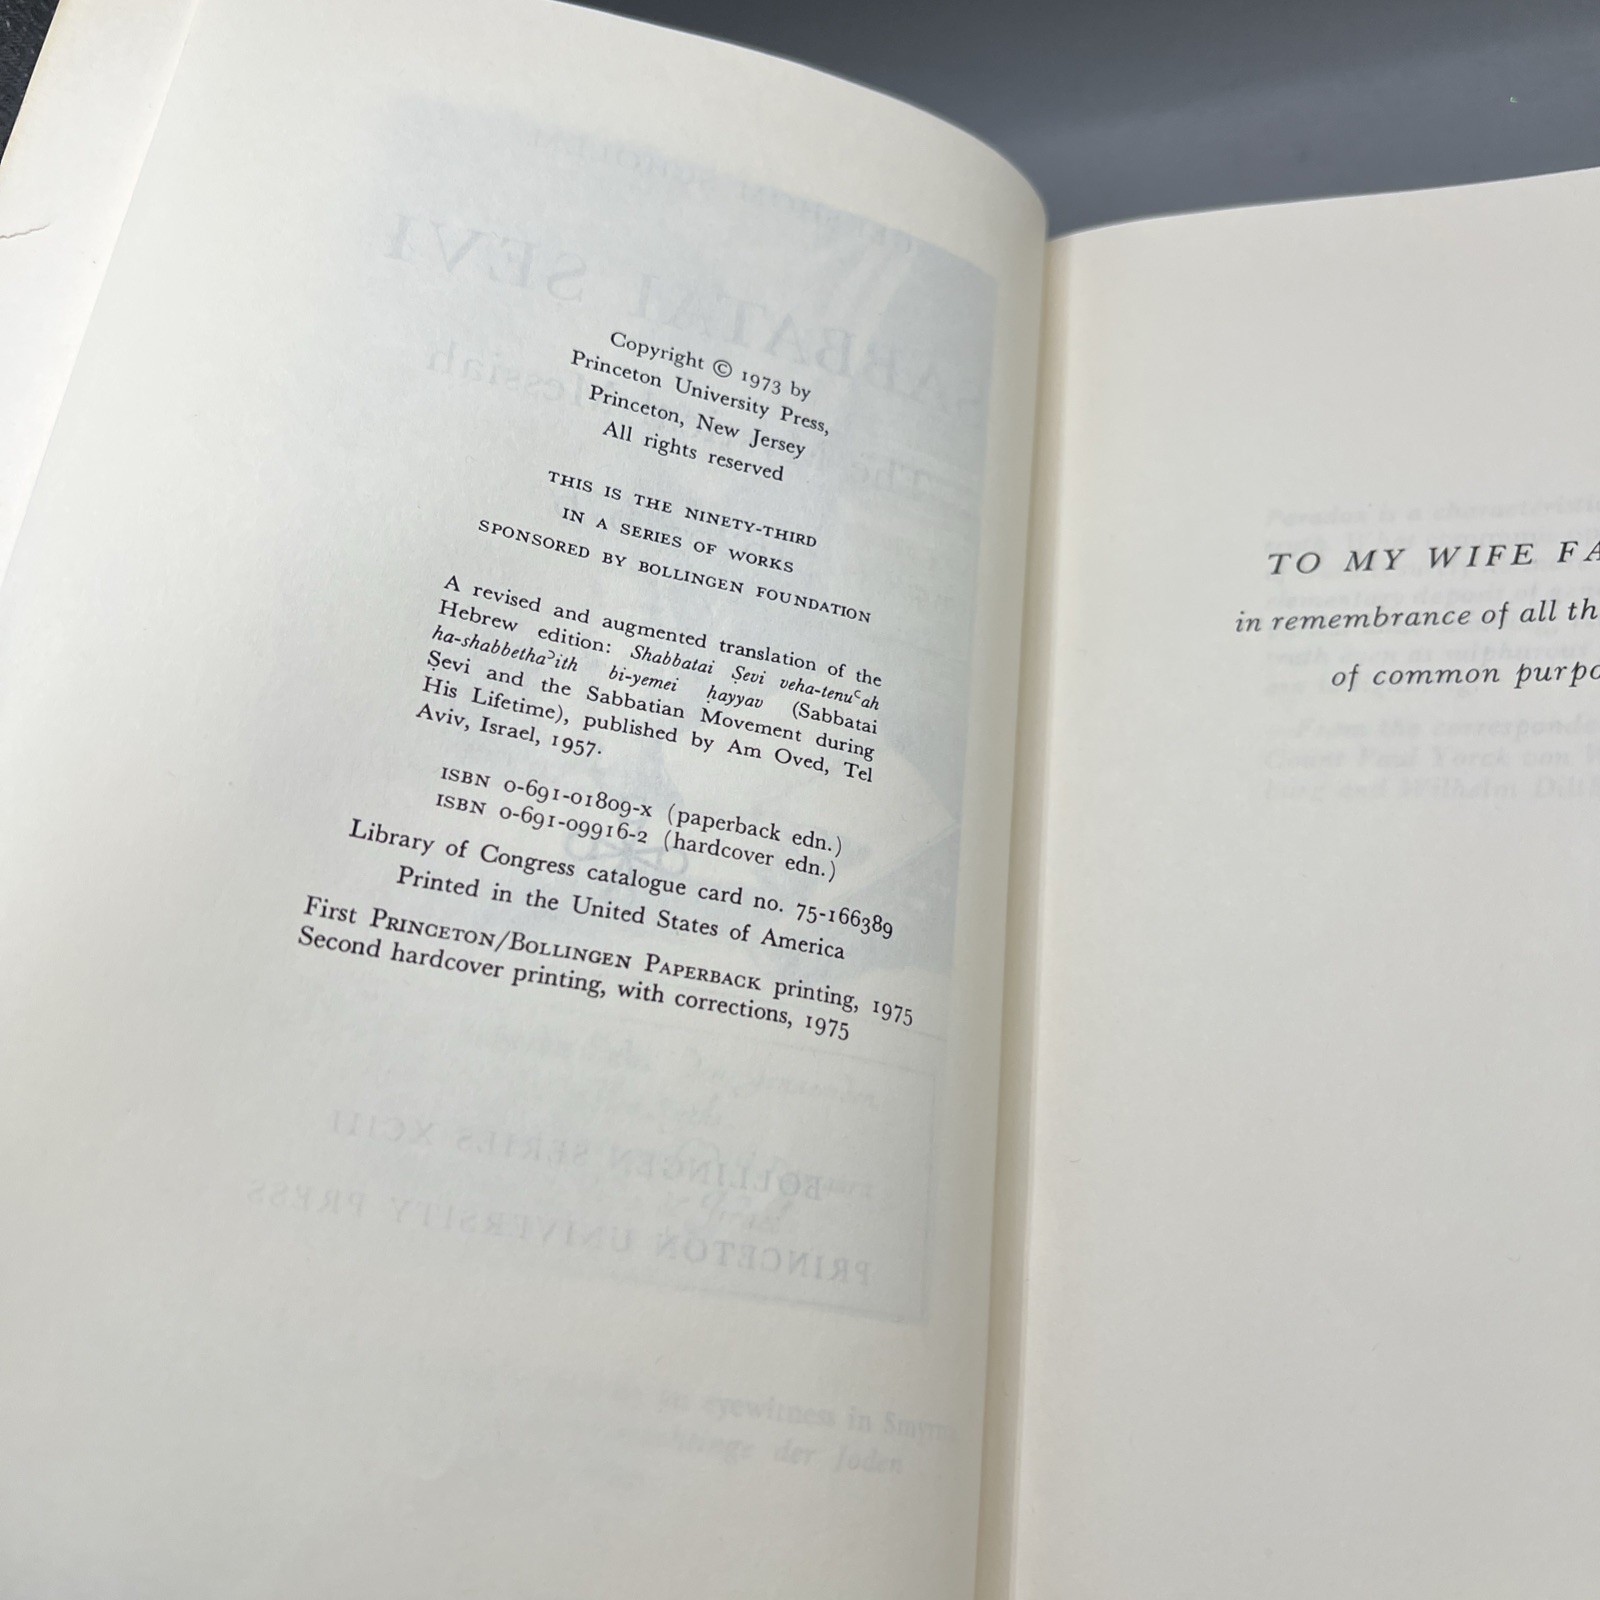 Copyright © 1973 by
Princeton University Press,
Princeton, New Jersey
All rights reserved
THIS IS THE NINETY-THIRD
IN A SERIES OF WORKS
SPONSORED BY BOLLINGEN FOUNDATION
A revised and augmented translation of the
Hebrew edition: Shabbatai Ṣevi veha-tenuʿah
ha-shabbethaʾith bi-yemei ḥayyav (Sabbatai
Ṣevi and the Sabbatian Movement during
His Lifetime), published by Am Oved, Tel
Aviv, Israel, 1957.
ISBN 0-691-01809-x (paperback edn.)
ISBN 0-691-09916-2 (hardcover edn.)
Library of Congress catalogue card no. 75-166389
Printed in the United States of America
First PRINCETON/BOLLINGEN PAPERBACK printing, 1975
Second hardcover printing, with corrections, 1975
TO MY WIFE FA
in remembrance of all th
of common purpo